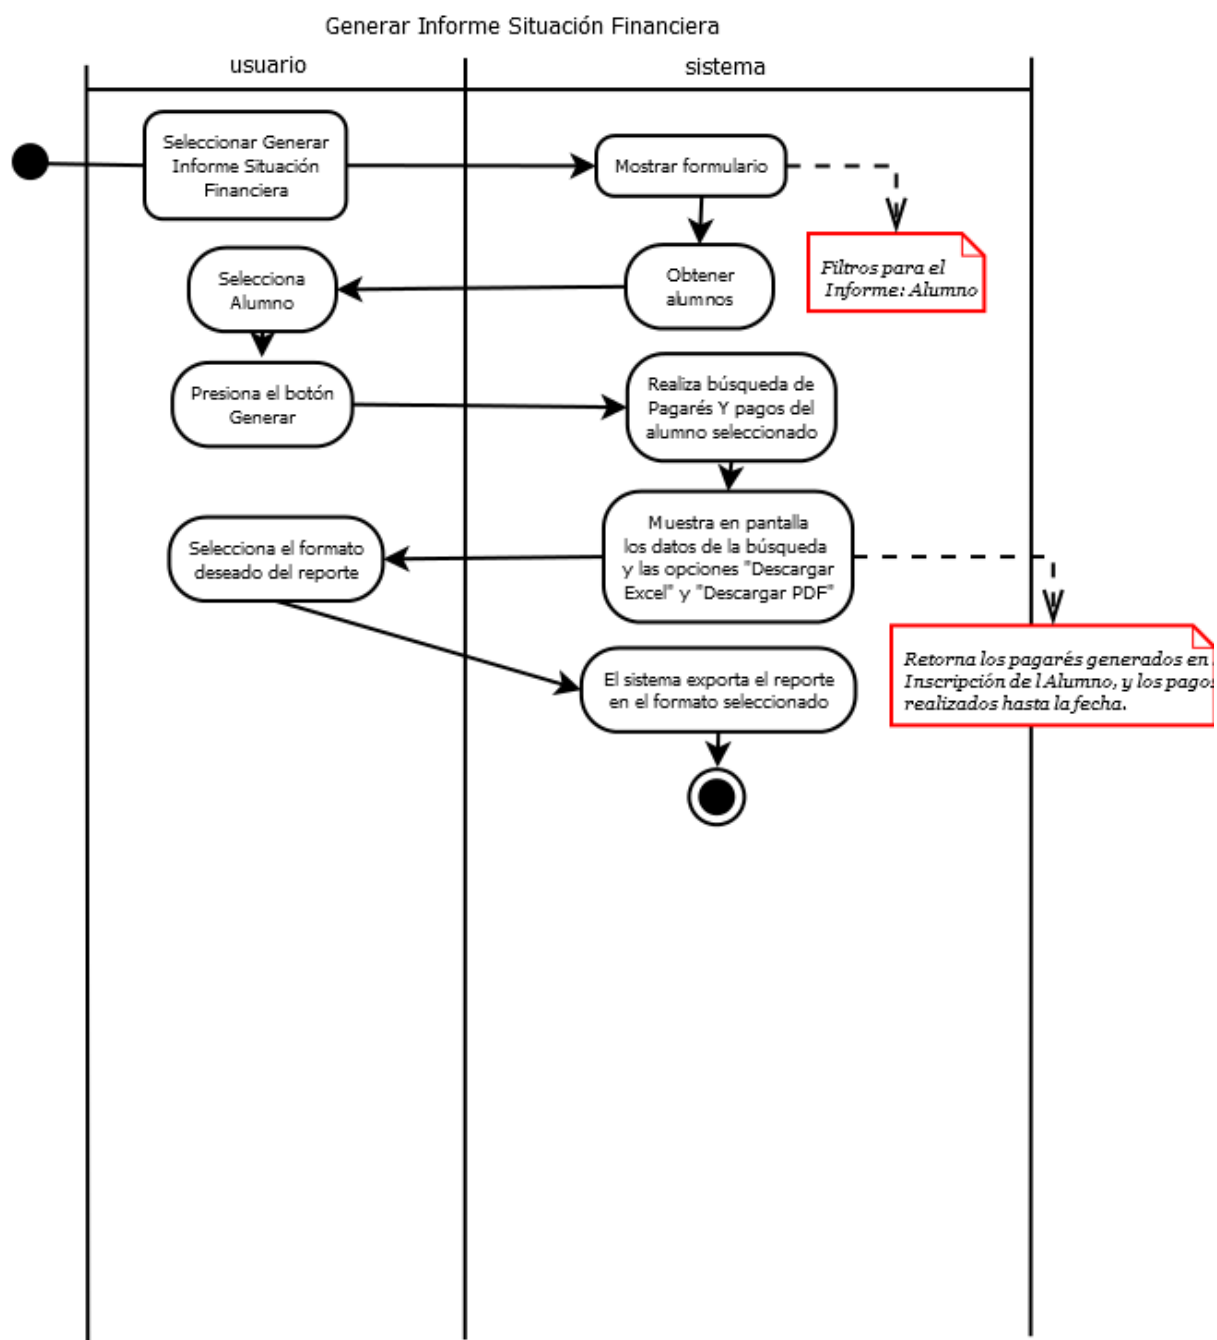 Generar Informe Situación Financiera
usuario
sistema
Seleccionar Generar
Informe Situación
Financiera
Mostrar formulario
Filtros para el
Informe: Alumno
Obtener
alumnos
Selecciona
Alumno
Presiona el botón
Generar
Realiza búsqueda de
Pagarés Y pagos del
alumno seleccionado
Muestra en pantalla
los datos de la búsqueda
y las opciones "Descargar
Excel" y "Descargar PDF"
Selecciona el formato
deseado del reporte
Retorna los pagarés generados en
Inscripción de l Alumno, y los pagos
realizados hasta la fecha.
El sistema exporta el reporte
en el formato seleccionado